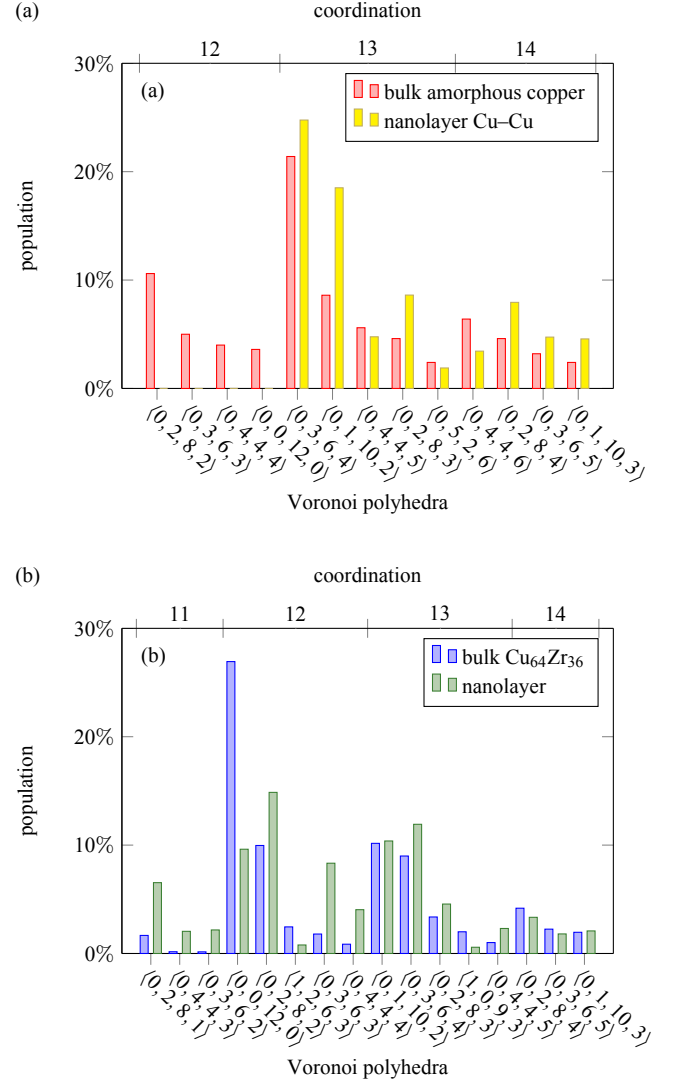 (a)
coordination
12 13 14
30%
(a)
bulk amorphous copper
nanolayer Cu–Cu
20%
population
10%
0%
⟨0, 2, 8, 2⟩
⟨0, 3, 6, 3⟩
⟨0, 4, 4, 4⟩
⟨0, 0, 12, 0⟩
⟨0, 3, 6, 4⟩
⟨0, 1, 10, 2⟩
⟨0, 4, 4, 5⟩
⟨0, 2, 8, 3⟩
⟨0, 5, 2, 6⟩
⟨0, 4, 4, 6⟩
⟨0, 2, 8, 4⟩
⟨0, 3, 6, 5⟩
⟨0, 1, 10, 3⟩
Voronoi polyhedra
(b)
coordination
11 12 13 14
30%
(b)
bulk Cu₆₄Zr₃₆
nanolayer
20%
population
10%
0%
⟨0, 2, 8, 1⟩
⟨0, 4, 4, 3⟩
⟨0, 3, 6, 2⟩
⟨0, 0, 12, 0⟩
⟨0, 2, 8, 2⟩
⟨1, 2, 6, 3⟩
⟨0, 3, 6, 3⟩
⟨0, 4, 4, 4⟩
⟨0, 1, 10, 2⟩
⟨0, 3, 6, 4⟩
⟨0, 2, 8, 3⟩
⟨1, 0, 9, 3⟩
⟨0, 4, 4, 5⟩
⟨0, 2, 8, 4⟩
⟨0, 3, 6, 5⟩
⟨0, 1, 10, 3⟩
Voronoi polyhedra